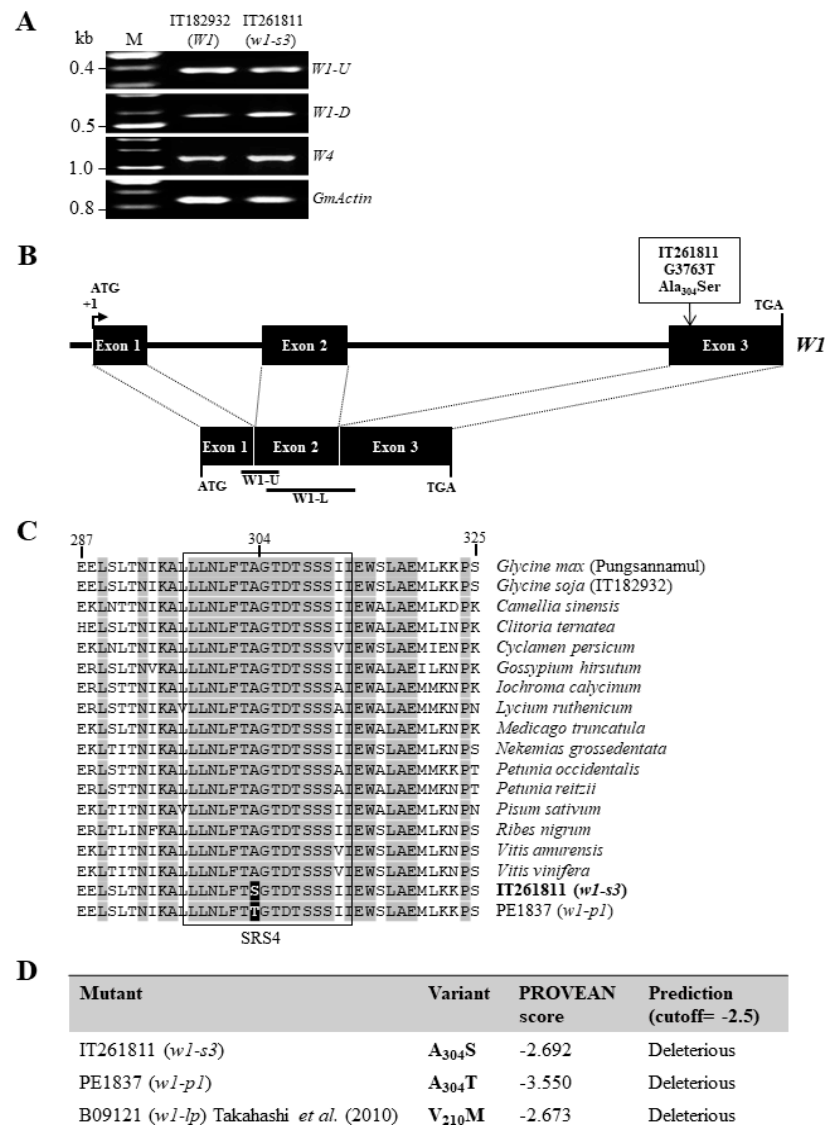 A
kb M IT182932 IT261811
(W1) (w1-s3)
0.4 W1-U
0.5 W1-D
1.0 W4
0.8 GmActin
B
IT261811
G3763T
Ala304Ser
ATG
+1
TGA
Exon 1 Exon 2 Exon 3 W1
Exon 1 Exon 2 Exon 3
ATG W1-U TGA
W1-L
C
287 304 325
EELSLTNIKALLLNLFTAGTDTSSSIIEWSLAEMLKKPS Glycine max (Pungsannamul)
EELSLTNIKALLLNLFTAGTDTSSSIIEWSLAEMLKKPS Glycine soja (IT182932)
EKLNTTNIKALLLNLFTAGTDTSSSIIEWALAEMLKDPK Camellia sinensis
HELSLTNIKALLLNLFTAGTDTSSSIIEWALAEMLINPK Clitoria ternatea
EKLNLTNIKALLLNLFTAGTDTSSSVIEWSLAEMIENPK Cyclamen persicum
ERLSLTNVKALLLNLFTAGTDTSSSIIEWALAEILKNPK Gossypium hirsutum
ERLSTTNIKALLLNLFTAGTDTSSSAIEWALAEMMKNPK Iochroma calycinum
ERLSTTNIKAVLLNLFTAGTDTSSSAIEWALAEMMKNPN Lycium ruthenicum
EKLSLTNIKALLLNLFTAGTDTSSSIIEWALAEMLKNPK Medicago truncatula
EKLTITNIKALLLNLFTAGTDTSSSIIEWSLAEMLKNPS Nekemias grossedentata
ERLSTTNIKALLLNLFTAGTDTSSSAIEWALAEMMKKPT Petunia occidentalis
ERLSTTNIKALLLNLFTAGTDTSSSAIEWALAEMMKNPT Petunia reitzii
EKLTITNIKAVLLNLFTAGTDTSSSIIEWALAEMLKNPN Pisum sativum
ERLTLINFKALLLNLFTAGTDTSSSIIEWSLAEMLKNPS Ribes nigrum
EKLTITNIKALLLNLFTAGTDTSSSVIEWSLAEMLKNPS Vitis amurensis
EKLTITNIKALLLNLFTAGTDTSSSVIEWSLAEMLKNPS Vitis vinifera
EELSLTNIKALLLNLFTSGTDTSSSIIEWSLAEMLKKPS IT261811 (w1-s3)
EELSLTNIKALLLNLFTTGTDTSSSIIEWSLAEMLKKPS PE1837 (w1-p1)
SRS4
D
Mutant Variant PROVEAN Prediction
score (cutoff= -2.5)
IT261811 (w1-s3) A304S -2.692 Deleterious
PE1837 (w1-p1) A304T -3.550 Deleterious
B09121 (w1-lp) Takahashi et al. (2010) V210M -2.673 Deleterious